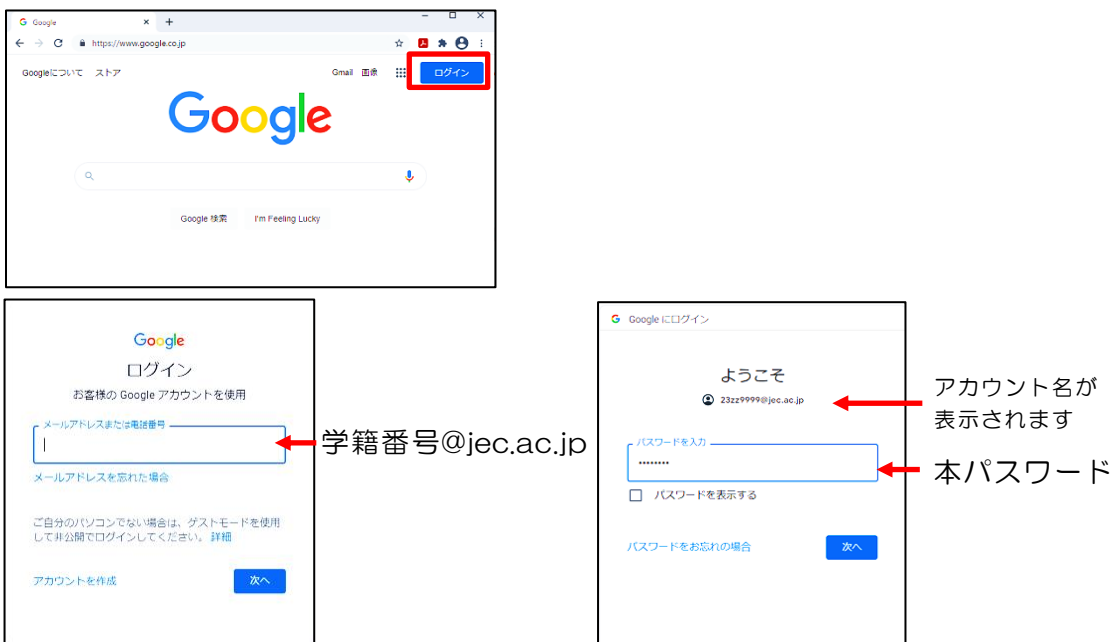 Google
https://www.google.co.jp
Googleについて ストア Gmail 画像 ログイン
Google
Google 検索 I'm Feeling Lucky
Google
ログイン
お客様の Google アカウントを使用
メールアドレスまたは電話番号
学籍番号@jec.ac.jp
メールアドレスを忘れた場合
ご自分のパソコンでない場合は、ゲストモードを使用
して非公開でログインしてください。 詳細
アカウントを作成 次へ
Google にログイン
ようこそ
23zz9999@jec.ac.jp
アカウント名が
表示されます
パスワードを入力
••••••••
本パスワード
パスワードを表示する
パスワードをお忘れの場合 次へ